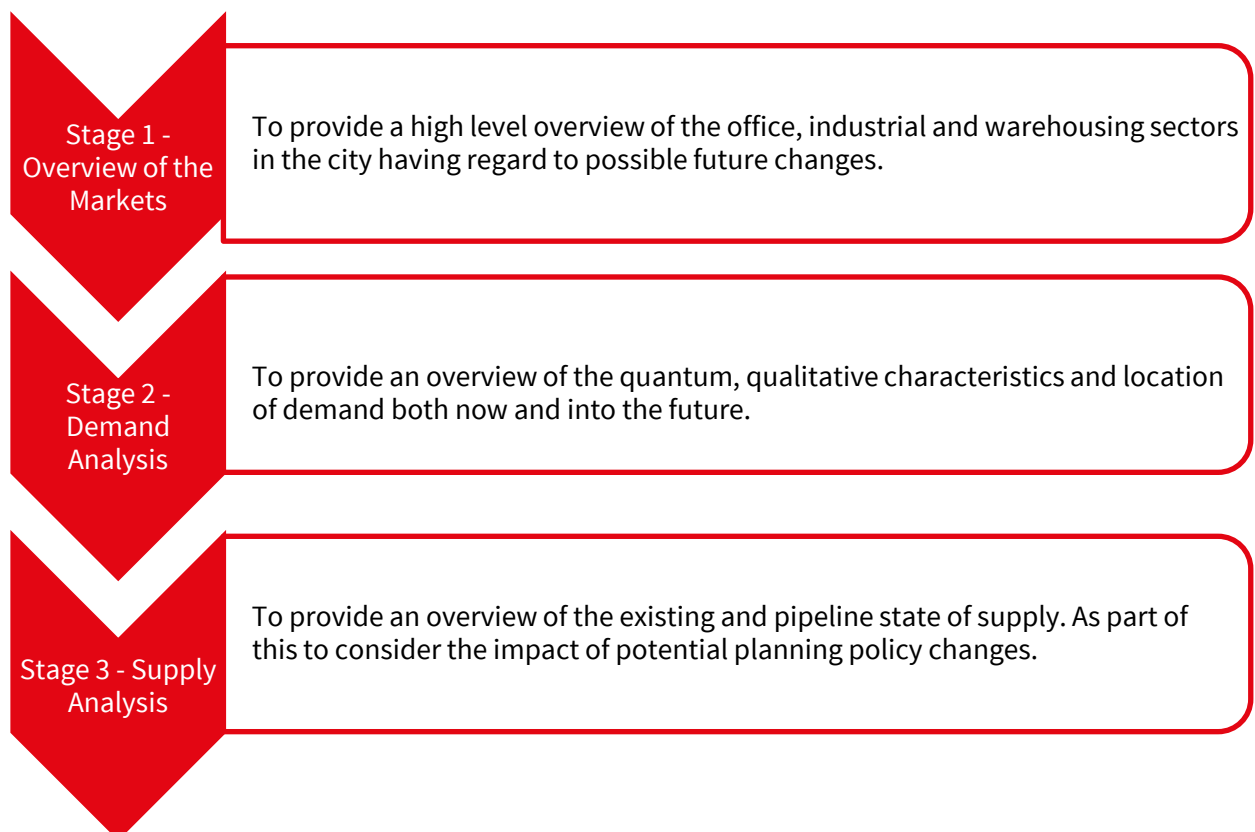 Stage 1 -
Overview of the
Markets
To provide a high level overview of the office, industrial and warehousing sectors
in the city having regard to possible future changes.
Stage 2 -
Demand
Analysis
To provide an overview of the quantum, qualitative characteristics and location
of demand both now and into the future.
Stage 3 - Supply
Analysis
To provide an overview of the existing and pipeline state of supply. As part of
this to consider the impact of potential planning policy changes.